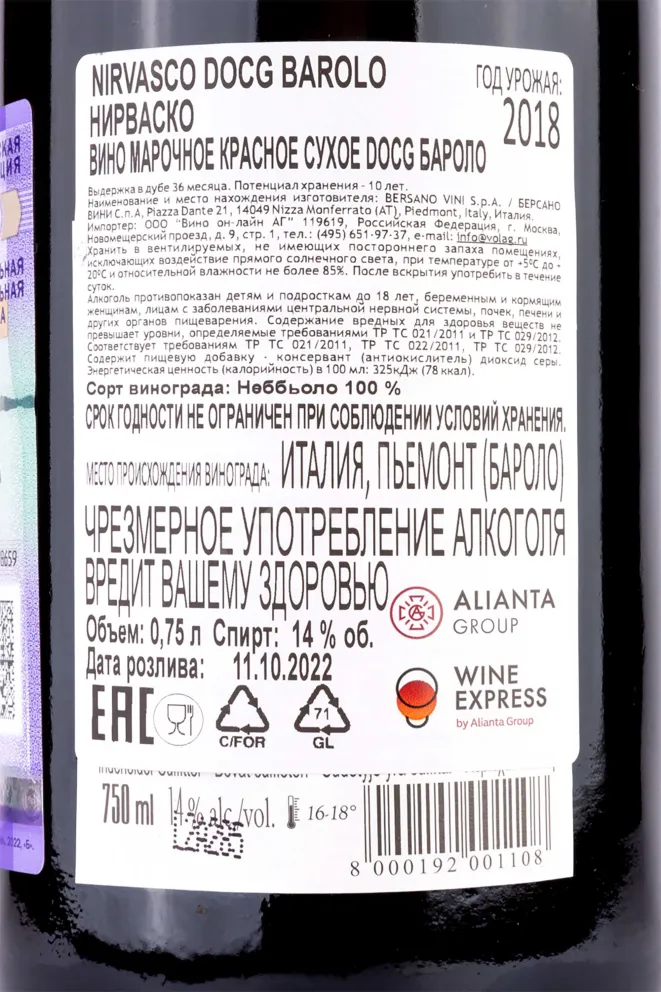 NIRVASCO DOCG BAROLO
НИРВАСКО
ВИНО МАРОЧНОЕ КРАСНОЕ СУХОЕ DOCG БАРОЛО
ГОД УРОЖАЯ:
2018
Выдержка в дубе 36 месяца. Потенциал хранения - 10 лет.
Наименование и место нахождения изготовителя: BERSANO VINI S.p.A. / БЕРСАНО
ВИНИ С.п.А, Piazza Dante 21, 14049 Nizza Monferrato (AT), Piedmont, Italy, Италия.
Импортер: ООО "Вино он-лайн АГ" 119619, Российская Федерация, г. Москва,
Новомещерский проезд, д. 9, стр. 1, тел.: (495) 651-97-37, e-mail: info@volag.ru
Хранить в вентилируемых, не имеющих постороннего запаха помещениях,
исключающих воздействие прямого солнечного света, при температуре от +5°С до +
20°С и относительной влажности не более 85%. После вскрытия употребить в течение
суток.
Алкоголь противопоказан детям и подросткам до 18 лет, беременным и кормящим
женщинам, лицам с заболеваниями центральной нервной системы, почек, печени и
других органов пищеварения. Содержание вредных для здоровья веществ не
превышает уровни, определяемые требованиями ТР ТС 021/2011 и ТР ТС 029/2012.
Соответствует требованиям ТР ТС 021/2011, ТР ТС 022/2011, ТР ТС 029/2012.
Содержит пищевую добавку - консервант (антиокислитель) диоксид серы.
Энергетическая ценность (калорийность) в 100 мл: 325кДж (78 ккал).
Сорт винограда: Неббьоло 100 %
СРОК ГОДНОСТИ НЕ ОГРАНИЧЕН ПРИ СОБЛЮДЕНИИ УСЛОВИЙ ХРАНЕНИЯ.
МЕСТО ПРОИСХОЖДЕНИЯ ВИНОГРАДА: ИТАЛИЯ, ПЬЕМОНТ (БАРОЛО)
ЧРЕЗМЕРНОЕ УПОТРЕБЛЕНИЕ АЛКОГОЛЯ
ВРЕДИТ ВАШЕМУ ЗДОРОВЬЮ
Объем: 0,75 л Спирт: 14 % об.
Дата розлива: 11.10.2022
ALIANTA
GROUP
WINE
EXPRESS
by Alianta Group
EAC
C/FOR
71
GL
750 ml 14% alc./vol. 16-18°
8 000192 001108